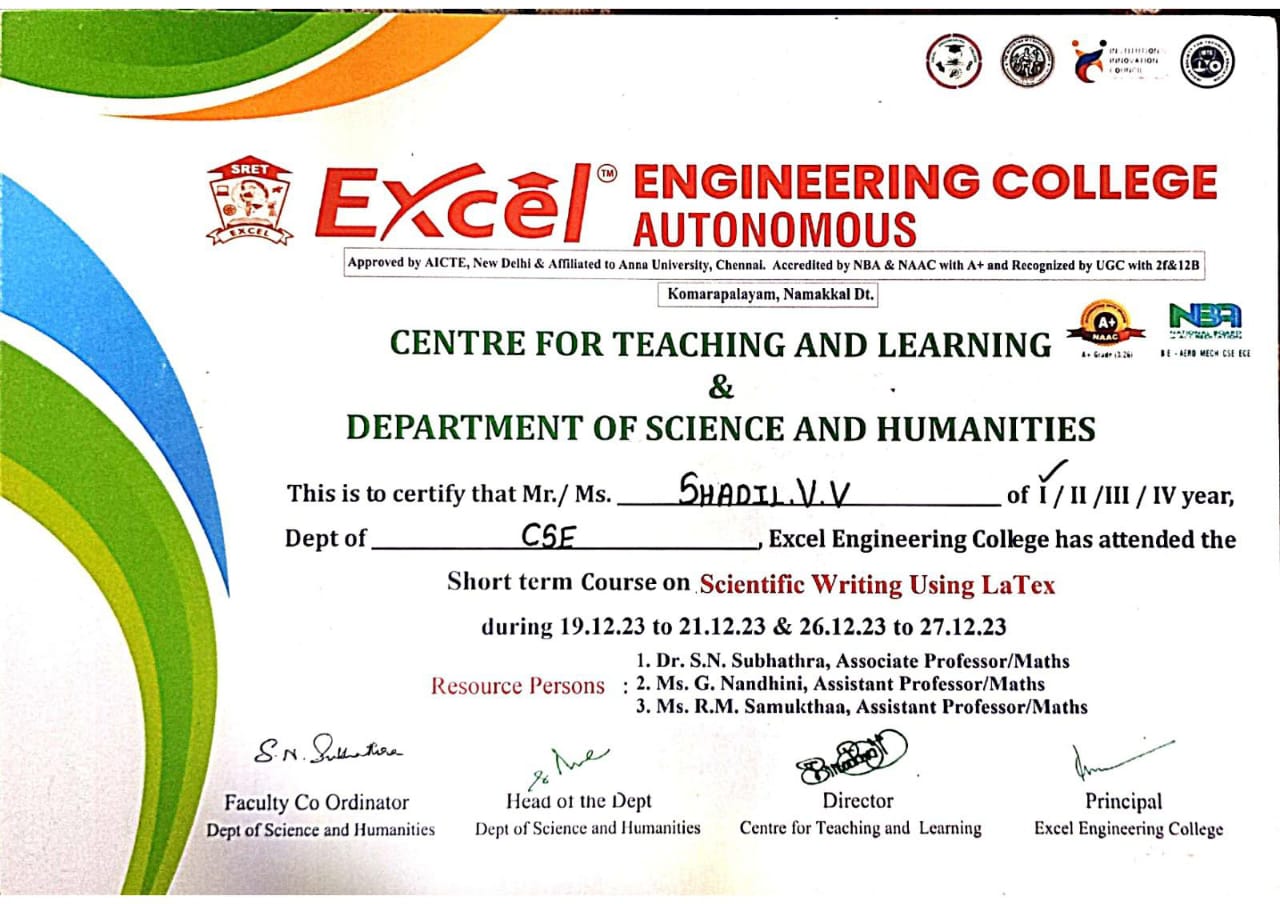 INSTITUTION'S
INNOVATION
COUNCIL
SRET
EXCEL
Excel TM ENGINEERING COLLEGE
AUTONOMOUS
Approved by AICTE, New Delhi & Affiliated to Anna University, Chennai. Accredited by NBA & NAAC with A+ and Recognized by UGC with 2f&12B
Komarapalayam, Namakkal Dt.
A+
NAAC
A+ Grade (3.26)
NBA
NATIONAL BOARD
OF ACCREDITATION
B E - AERO MECH CSE ECE
CENTRE FOR TEACHING AND LEARNING
&
DEPARTMENT OF SCIENCE AND HUMANITIES
This is to certify that Mr./ Ms. SHADIL.V.V of I / II /III / IV year,
Dept of CSE, Excel Engineering College has attended the
Short term Course on Scientific Writing Using LaTex
during 19.12.23 to 21.12.23 & 26.12.23 to 27.12.23
Resource Persons : 1. Dr. S.N. Subhathra, Associate Professor/Maths
2. Ms. G. Nandhini, Assistant Professor/Maths
3. Ms. R.M. Samukthaa, Assistant Professor/Maths
S.N. Subhathra
Faculty Co Ordinator
Dept of Science and Humanities
Head of the Dept
Dept of Science and Humanities
Director
Centre for Teaching and Learning
Principal
Excel Engineering College